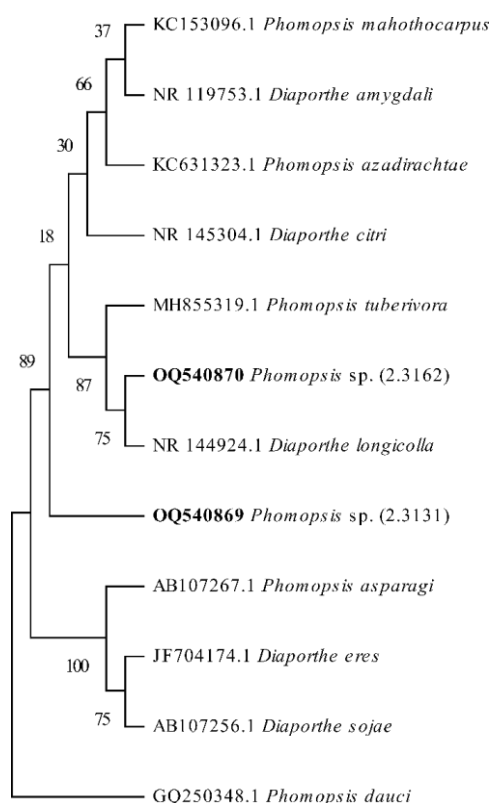 37
KC153096.1 Phomopsis mahothocarpus
66
NR 119753.1 Diaporthe amygdali
30
KC631323.1 Phomopsis azadirachtae
18
NR 145304.1 Diaporthe citri
MH855319.1 Phomopsis tuberivora
89
87
OQ540870 Phomopsis sp. (2.3162)
75
NR 144924.1 Diaporthe longicolla
OQ540869 Phomopsis sp. (2.3131)
AB107267.1 Phomopsis asparagi
100
JF704174.1 Diaporthe eres
75
AB107256.1 Diaporthe sojae
GQ250348.1 Phomopsis dauci